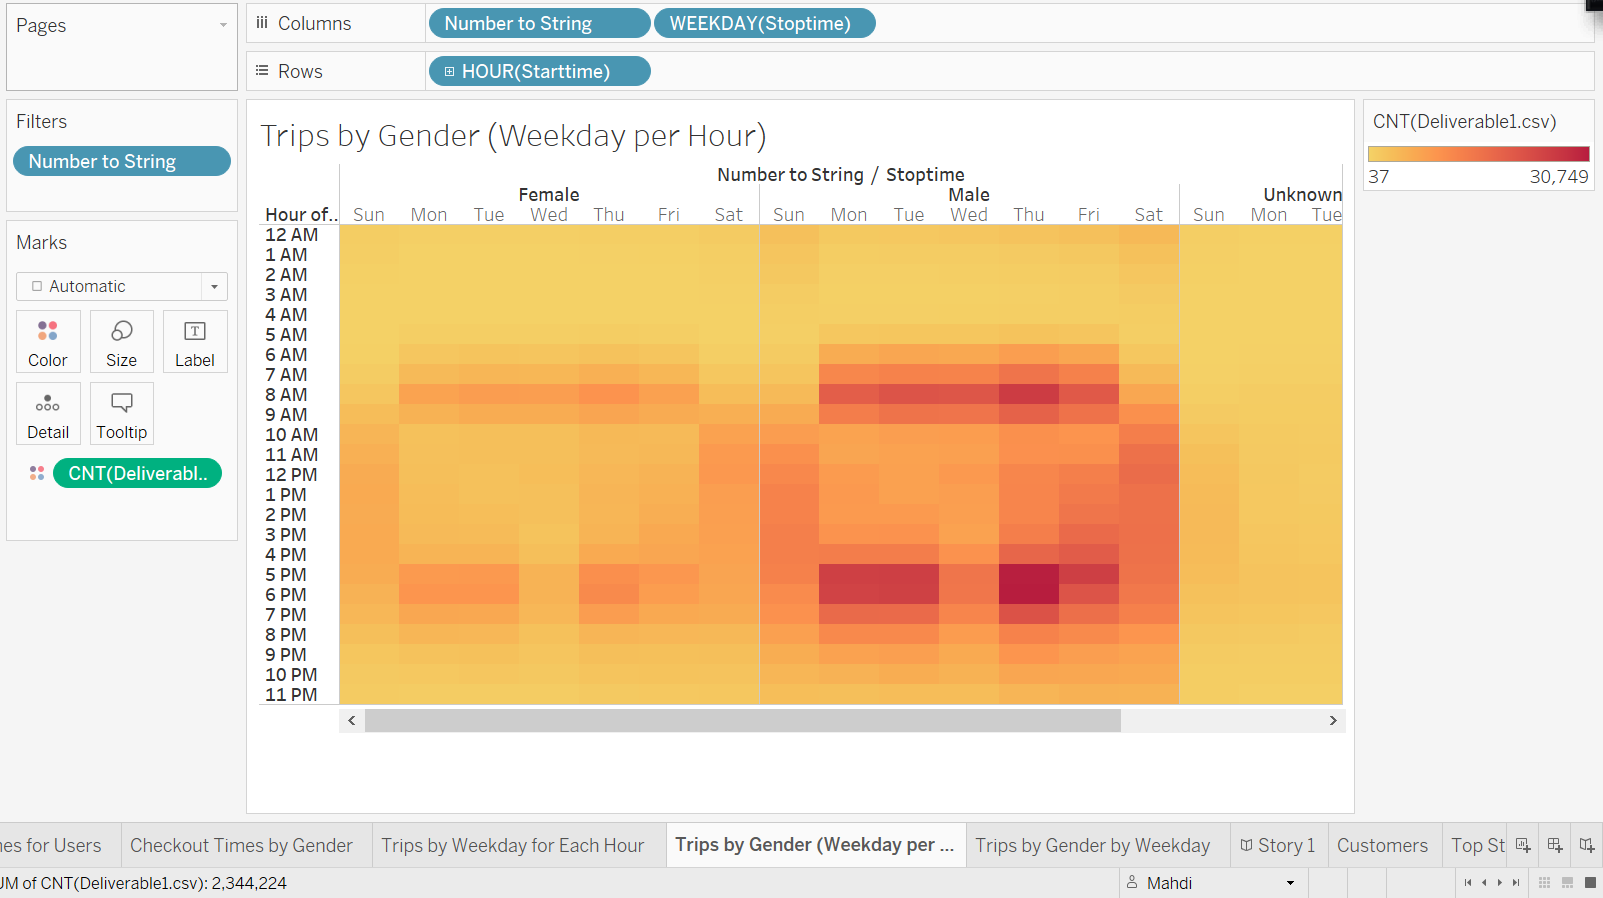 Pages
Columns
Number to String
WEEKDAY(Stoptime)
Rows
HOUR(Starttime)
Filters
Number to String
Marks
Automatic
Color
Size
Label
Detail
Tooltip
CNT(Deliverabl..
Trips by Gender (Weekday per Hour)
Number to String / Stoptime
Female Male Unknown
Hour of.. Sun Mon Tue Wed Thu Fri Sat Sun Mon Tue Wed Thu Fri Sat Sun Mon Tue
12 AM
1 AM
2 AM
3 AM
4 AM
5 AM
6 AM
7 AM
8 AM
9 AM
10 AM
11 AM
12 PM
1 PM
2 PM
3 PM
4 PM
5 PM
6 PM
7 PM
8 PM
9 PM
10 PM
11 PM
CNT(Deliverable1.csv)
37 30,749
nes for Users
Checkout Times by Gender
Trips by Weekday for Each Hour
Trips by Gender (Weekday per ...
Trips by Gender by Weekday
Story 1
Customers
Top St
UM of CNT(Deliverable1.csv): 2,344,224
Mahdi